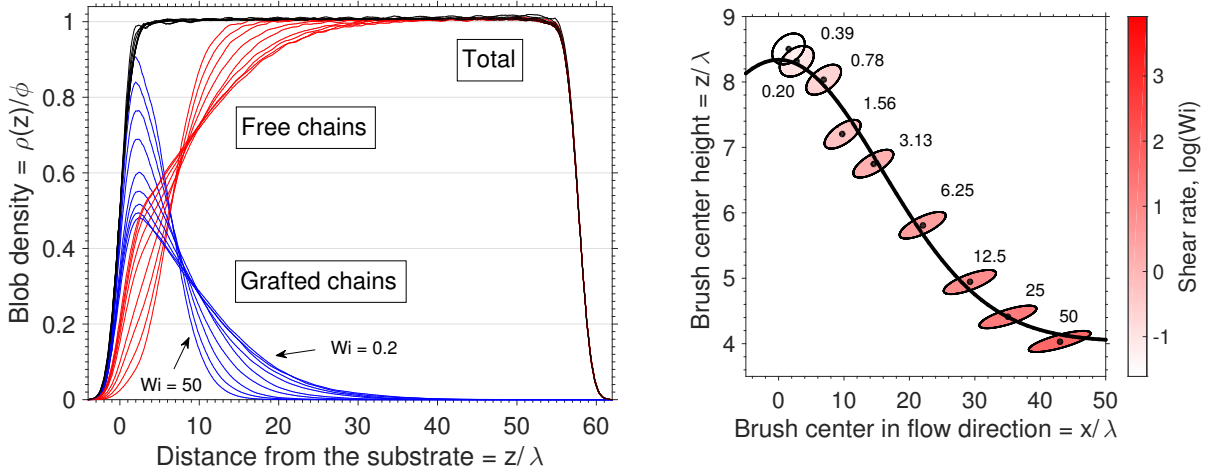 Blob density = ρ(z)/ϕ
1
0.8
0.6
0.4
0.2
0
Total
Free chains
Grafted chains
Wi = 0.2
Wi = 50
0 10 20 30 40 50 60
Distance from the substrate = z/ λ
Brush center height = z/ λ
9
8
7
6
5
4
0.39
0.20
0.78
1.56
3.13
6.25
12.5
25
50
0 10 20 30 40 50
Brush center in flow direction = x/ λ
3
2
1
0
-1
Shear rate, log(Wi)